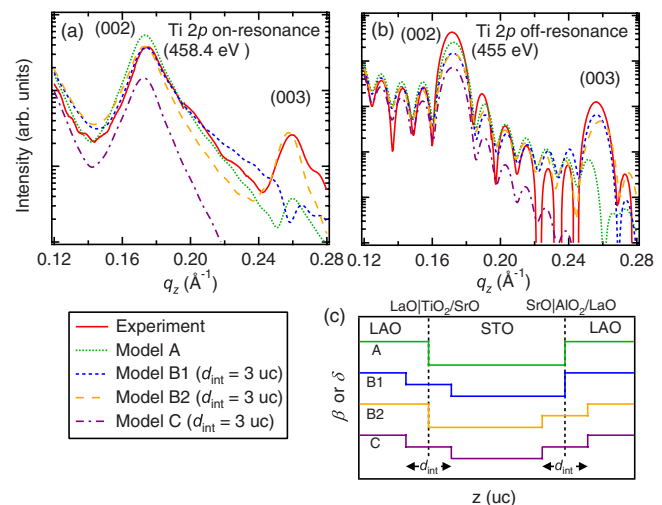 (a)
(002)
Ti 2p on-resonance
(458.4 eV )
(003)
Intensity (arb. units)
0.12 0.16 0.20 0.24 0.28
q_z (Å⁻¹)
(b)
(002)
Ti 2p off-resonance
(455 eV)
(003)
0.12 0.16 0.20 0.24 0.28
q_z (Å⁻¹)
Experiment
Model A
Model B1 (d_int = 3 uc)
Model B2 (d_int = 3 uc)
Model C (d_int = 3 uc)
(c)
LaO|TiO₂/SrO SrO|AlO₂/LaO
LAO STO LAO
A
B1
B2
C
d_int d_int
β or δ
z (uc)